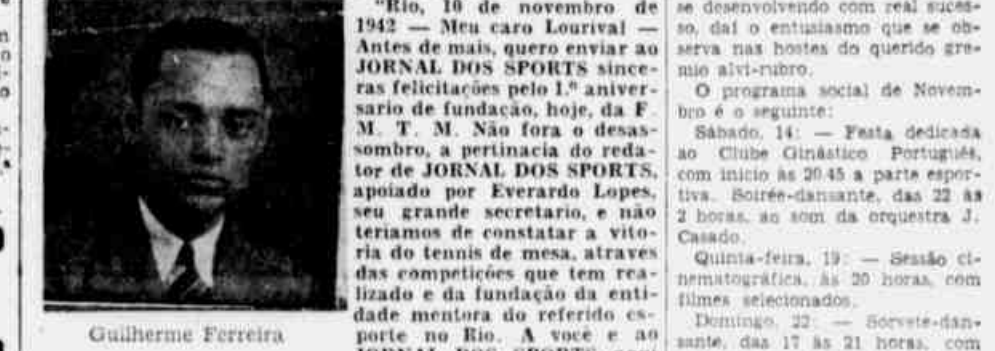 Guilherme Ferreira
"Rio, 10 de novembro de
1942 — Meu caro Lourival —
Antes de mais, quero enviar ao
JORNAL DOS SPORTS since-
ras felicitações pelo 1.º aniver-
sario de fundação, hoje, da F.
M. T. M. Não fora o desas-
sombro, a pertinacia do reda-
tor de JORNAL DOS SPORTS,
apoiado por Everardo Lopes,
seu grande secretario, e não
teriamos de constatar a vito-
ria do tennis de mesa, através
das competições que tem rea-
lizado e da fundação da enti-
dade mentora do referido es-
porte no Rio. A você e ao
JORNAL DOS SPORTS
se desenvolvendo com real suces-
so, daí o entusiasmo que se ob-
serva nas hostes do querido gre-
mio alvi-rubro.
O programa social de Novem-
bro é o seguinte:
Sábado, 14: — Festa dedicada
ao Clube Ginástico Português,
com inicio às 20.45 a parte espor-
tiva. Soirée-dansante, das 22 às
2 horas, ao som da orquestra J.
Casado.
Quinta-feira, 19: — Sessão ci-
nematográfica, às 20 horas, com
filmes selecionados.
Domingo, 22: — Sorvete-dan-
sante, das 17 às 21 horas, com